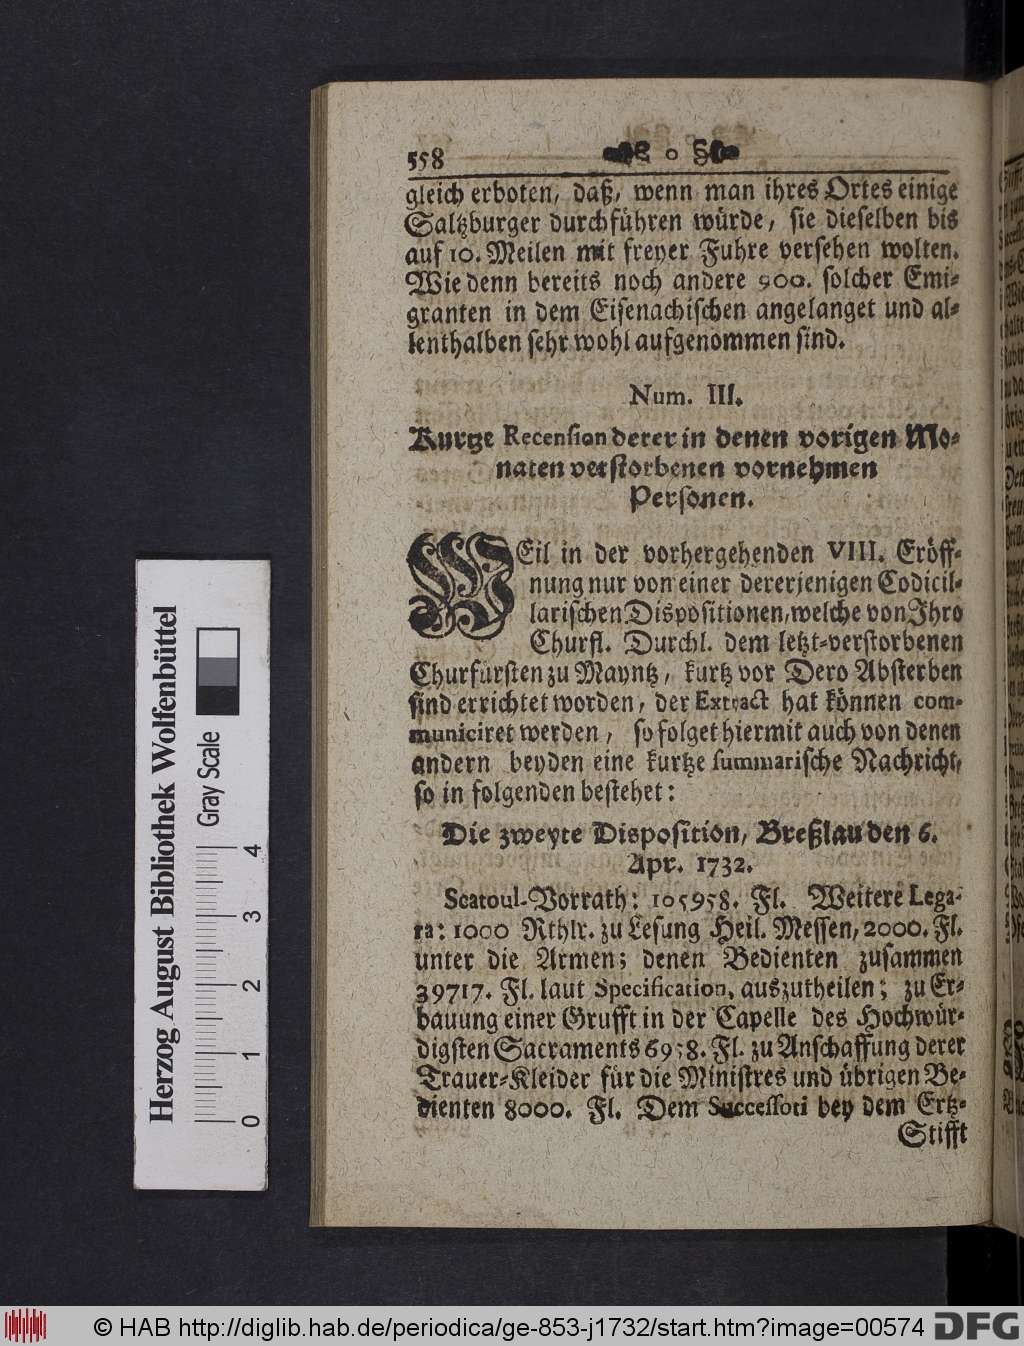 558
gleich erboten, daß, wenn man ihres Ortes einige
Saltzburger durchführen würde, sie dieselben bis
auf 10. Meilen mit freyer Fuhre versehen wolten.
Wie denn bereits noch andere 900. solcher Emi-
granten in dem Eisenachischen angelanget und al-
lenthalben sehr wohl aufgenommen sind.
Num. III.
Kurtze Recension derer in denen vorigen Mo-
naten verstorbenen vornehmen
Personen.
WEil in der vorhergehenden VIII. Eröff-
nung nur von einer dererjenigen Codicil-
larischen Dispositionen, welche von Ihro
Churfl. Durchl. dem letzt-verstorbenen
Churfürsten zu Mayntz, kurtz vor Dero Absterben
sind errichtet worden, der Extract hat können com-
municiret werden, so folget hiermit auch von denen
andern beyden eine kurtze summarische Nachricht,
so in folgenden bestehet:
Die zweyte Disposition, Breßlau den 6.
Apr. 1732.
Scatoul-Vorrath: 105958. Fl. Weitere Lega-
ta: 1000 Rthlr. zu Lesung Heil. Messen, 2000. Fl.
unter die Armen; denen Bedienten zusammen
39717. Fl. laut Specification, auszutheilen; zu Er-
bauung einer Grufft in der Capelle des Hochwür-
digsten Sacraments 6958. Fl. zu Anschaffung derer
Trauer-Kleider für die Ministres und übrigen Be-
dienten 8000. Fl. Dem Successori bey dem Ertz-
Stifft
Herzog August Bibliothek Wolfenbüttel
Gray Scale
0 1 2 3 4
© HAB http://diglib.hab.de/periodica/ge-853-j1732/start.htm?image=00574
DFG